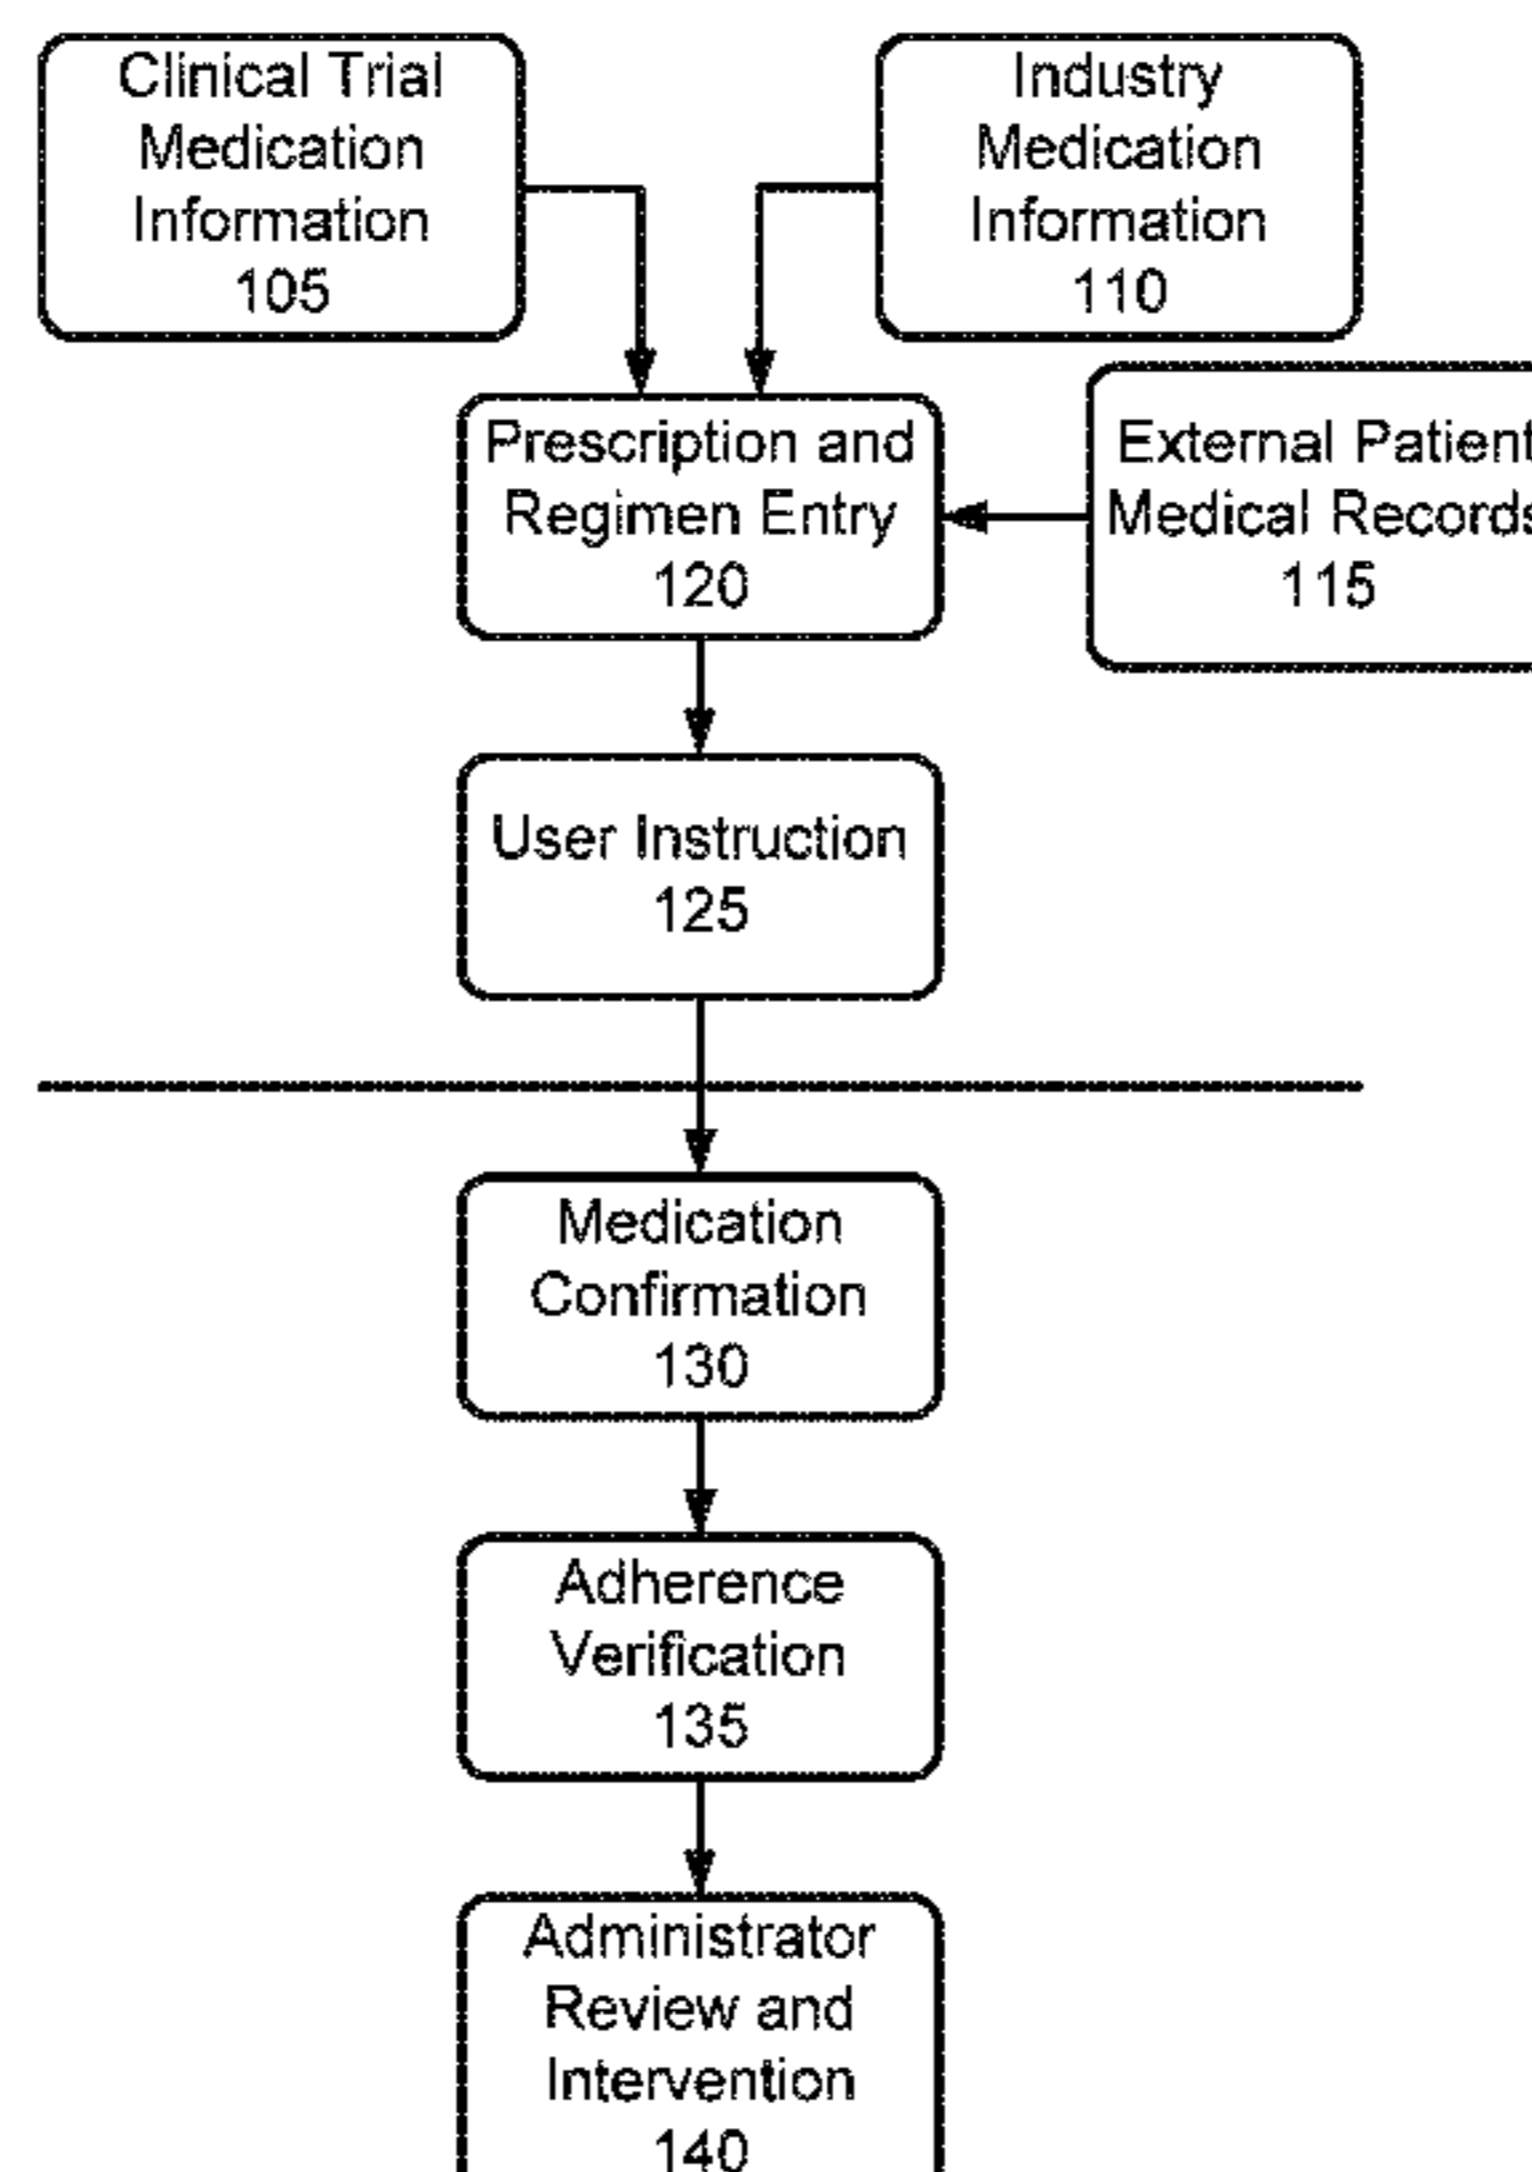 Clinical Trial
Medication
Information
105
Industry
Medication
Information
110
Prescription and
Regimen Entry
120
External Patient
Medical Records
115
User Instruction
125
Medication
Confirmation
130
Adherence
Verification
135
Administrator
Review and
Intervention
140